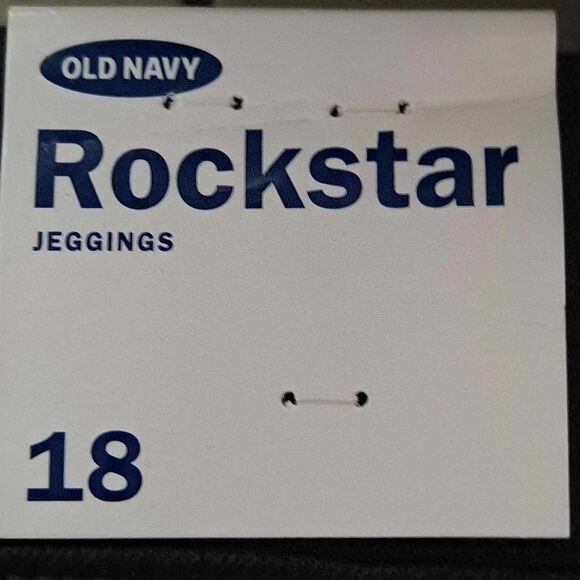 OLD NAVY
Rockstar
JEGGINGS
18